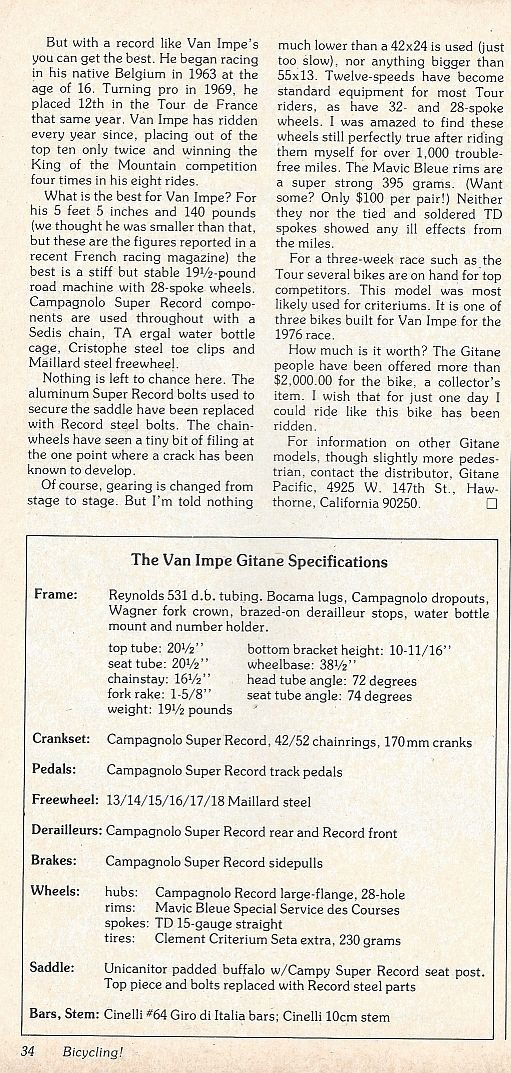 But with a record like Van Impe's
you can get the best. He began racing
in his native Belgium in 1963 at the
age of 16. Turning pro in 1969, he
placed 12th in the Tour de France
that same year. Van Impe has ridden
every year since, placing out of the
top ten only twice and winning the
King of the Mountain competition
four times in his eight rides.
What is the best for Van Impe? For
his 5 feet 5 inches and 140 pounds
(we thought he was smaller than that,
but these are the figures reported in a
recent French racing magazine) the
best is a stiff but stable 19½-pound
road machine with 28-spoke wheels.
Campagnolo Super Record compo-
nents are used throughout with a
Sedis chain, TA ergal water bottle
cage, Cristophe steel toe clips and
Maillard steel freewheel.
Nothing is left to chance here. The
aluminum Super Record bolts used to
secure the saddle have been replaced
with Record steel bolts. The chain-
wheels have seen a tiny bit of filing at
the one point where a crack has been
known to develop.
Of course, gearing is changed from
stage to stage. But I'm told nothing
much lower than a 42x24 is used (just
too slow), nor anything bigger than
55x13. Twelve-speeds have become
standard equipment for most Tour
riders, as have 32- and 28-spoke
wheels. I was amazed to find these
wheels still perfectly true after riding
them myself for over 1,000 trouble-
free miles. The Mavic Bleue rims are
a super strong 395 grams. (Want
some? Only $100 per pair!) Neither
they nor the tied and soldered TD
spokes showed any ill effects from
the miles.
For a three-week race such as the
Tour several bikes are on hand for top
competitors. This model was most
likely used for criteriums. It is one of
three bikes built for Van Impe for the
1976 race.
How much is it worth? The Gitane
people have been offered more than
$2,000.00 for the bike, a collector's
item. I wish that for just one day I
could ride like this bike has been
ridden.
For information on other Gitane
models, though slightly more pedes-
trian, contact the distributor, Gitane
Pacific, 4925 W. 147th St., Haw-
thorne, California 90250. □
The Van Impe Gitane Specifications
Frame: Reynolds 531 d.b. tubing. Bocama lugs, Campagnolo dropouts,
Wagner fork crown, brazed-on derailleur stops, water bottle
mount and number holder.
top tube: 20½'' bottom bracket height: 10-11/16''
seat tube: 20½'' wheelbase: 38½''
chainstay: 16½'' head tube angle: 72 degrees
fork rake: 1-5/8'' seat tube angle: 74 degrees
weight: 19½ pounds
Crankset: Campagnolo Super Record, 42/52 chainrings, 170mm cranks
Pedals: Campagnolo Super Record track pedals
Freewheel: 13/14/15/16/17/18 Maillard steel
Derailleurs: Campagnolo Super Record rear and Record front
Brakes: Campagnolo Super Record sidepulls
Wheels: hubs: Campagnolo Record large-flange, 28-hole
rims: Mavic Bleue Special Service des Courses
spokes: TD 15-gauge straight
tires: Clement Criterium Seta extra, 230 grams
Saddle: Unicanitor padded buffalo w/Campy Super Record seat post.
Top piece and bolts replaced with Record steel parts
Bars, Stem: Cinelli #64 Giro di Italia bars; Cinelli 10cm stem
34 Bicycling!